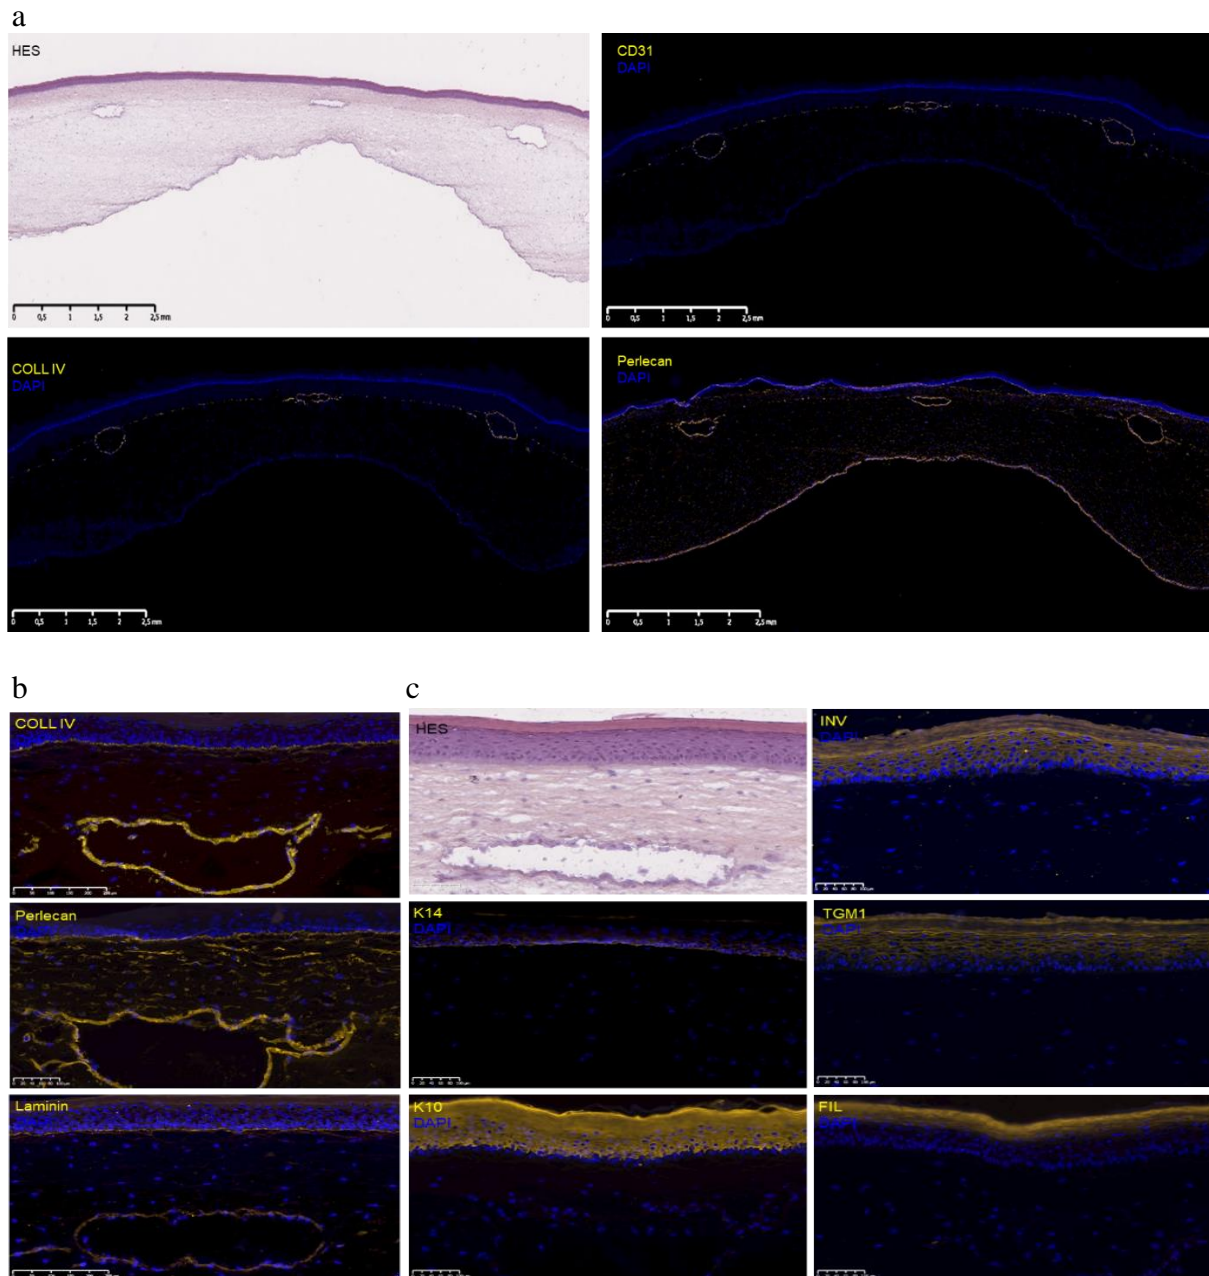 a
HES
0 0,5 1 1,5 2 2,5 mm
CD31
DAPI
0 0,5 1 1,5 2 2,5 mm
COLL IV
DAPI
0 0,5 1 1,5 2 2,5 mm
Perlecan
DAPI
0 0,5 1 1,5 2 2,5 mm
b
COLL IV
Perlecan
Laminin
c
HES
INV
DAPI
K14
DAPI
TGM1
DAPI
K10
DAPI
FIL
DAPI